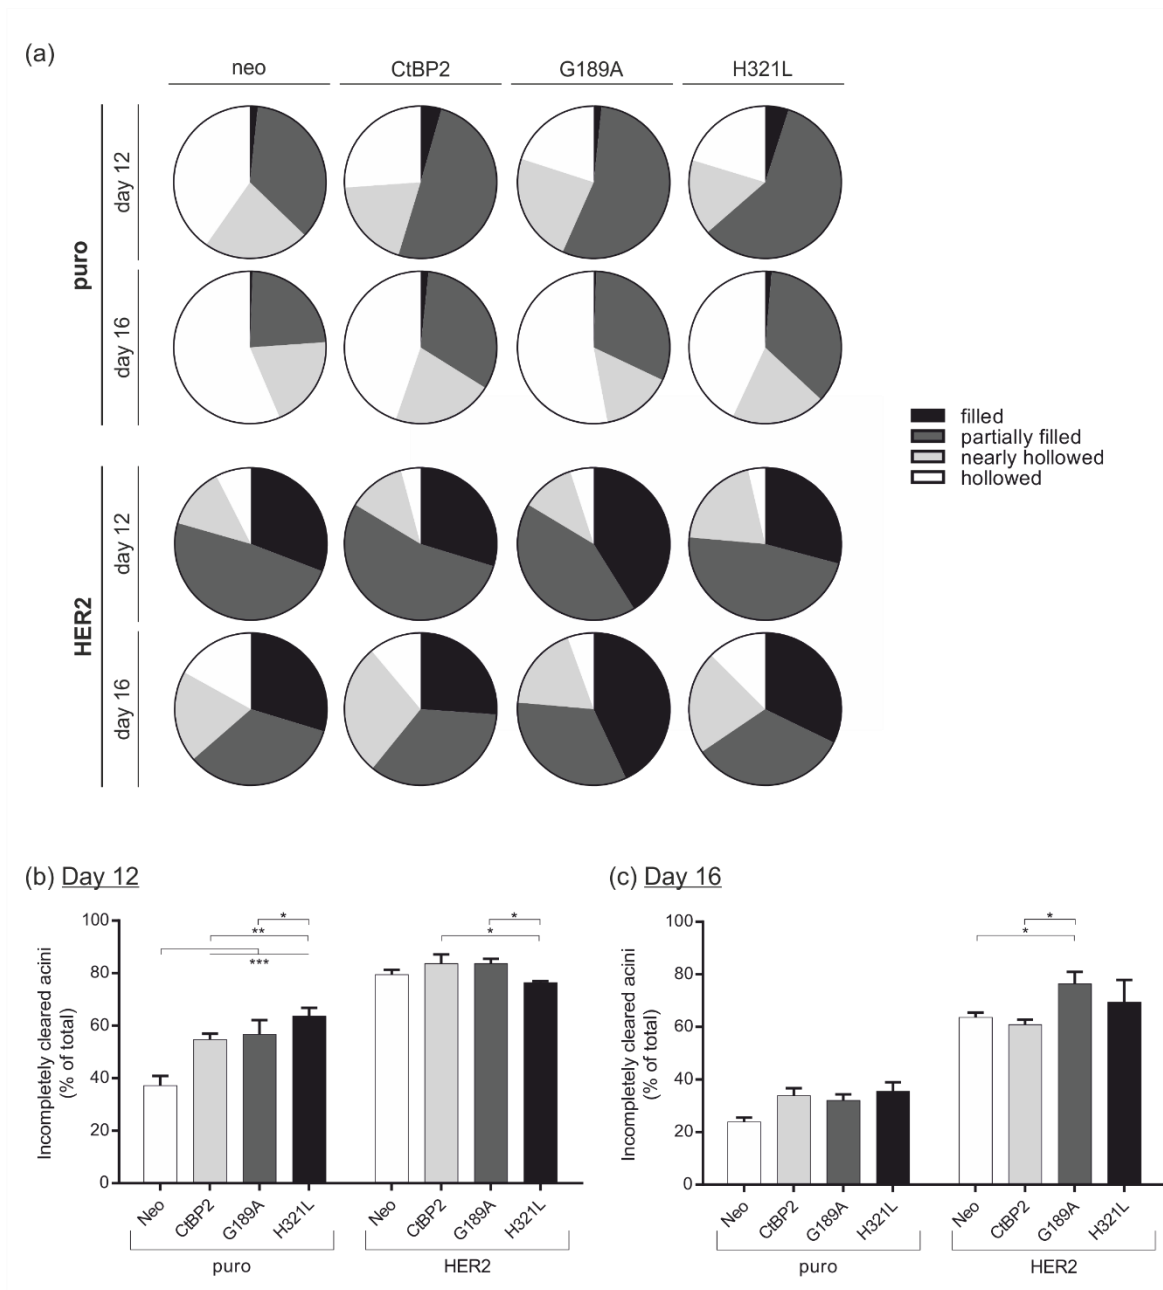 (a)
neo CtBP2 G189A H321L
puro
day 12
day 16
HER2
day 12
day 16
filled
partially filled
nearly hollowed
hollowed
(b) Day 12
Incompletely cleared acini
(% of total)
100
80
60
40
20
0
*
**
***
*
*
Neo CtBP2 G189A H321L Neo CtBP2 G189A H321L
puro HER2
(c) Day 16
Incompletely cleared acini
(% of total)
100
80
60
40
20
0
*
*
Neo CtBP2 G189A H321L Neo CtBP2 G189A H321L
puro HER2